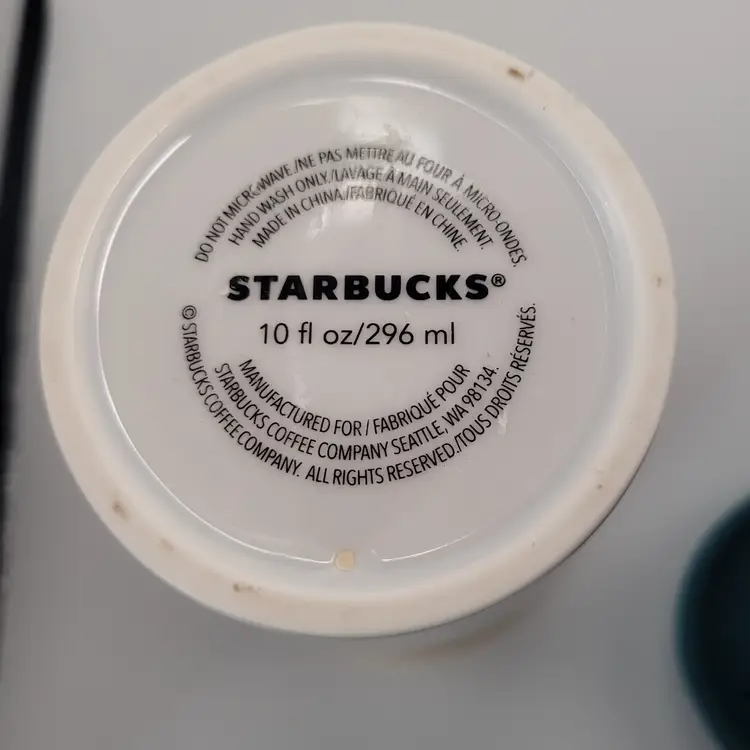 DO NOT MICROWAVE./NE PAS METTRE AU FOUR À MICRO-ONDES.
HAND WASH ONLY./LAVAGE À MAIN SEULEMENT.
MADE IN CHINA./FABRIQUÉ EN CHINE.
STARBUCKS®
10 fl oz/296 ml
MANUFACTURED FOR / FABRIQUÉ POUR
STARBUCKS COFFEE COMPANY SEATTLE, WA 98134.
© STARBUCKS COFFEE COMPANY. ALL RIGHTS RESERVED./TOUS DROITS RÉSERVÉS.